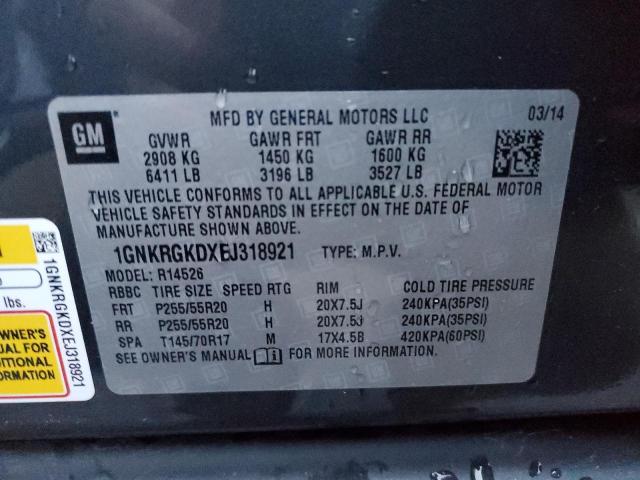 GM
MFD BY GENERAL MOTORS LLC 03/14
GVWR GAWR FRT GAWR RR
2908 KG 1450 KG 1600 KG
6411 LB 3196 LB 3527 LB
THIS VEHICLE CONFORMS TO ALL APPLICABLE U.S. FEDERAL MOTOR
VEHICLE SAFETY STANDARDS IN EFFECT ON THE DATE OF
MANUFACTURE SHOWN ABOVE.
1GNKRGKDXEJ318921 TYPE: M.P.V.
MODEL: R14526
RBBC TIRE SIZE SPEED RTG COLD TIRE PRESSURE
FRT P255/55R20 H 20X7.5J 240KPA(35PSI)
RR P255/55R20 H 20X7.5J 240KPA(35PSI)
SPA T145/70R17 M 17X4.5B 420KPA(60PSI)
SEE OWNER'S MANUAL FOR MORE INFORMATION.
1GNKRGKDXEJ318921
lbs.
OWNER'S
FOR